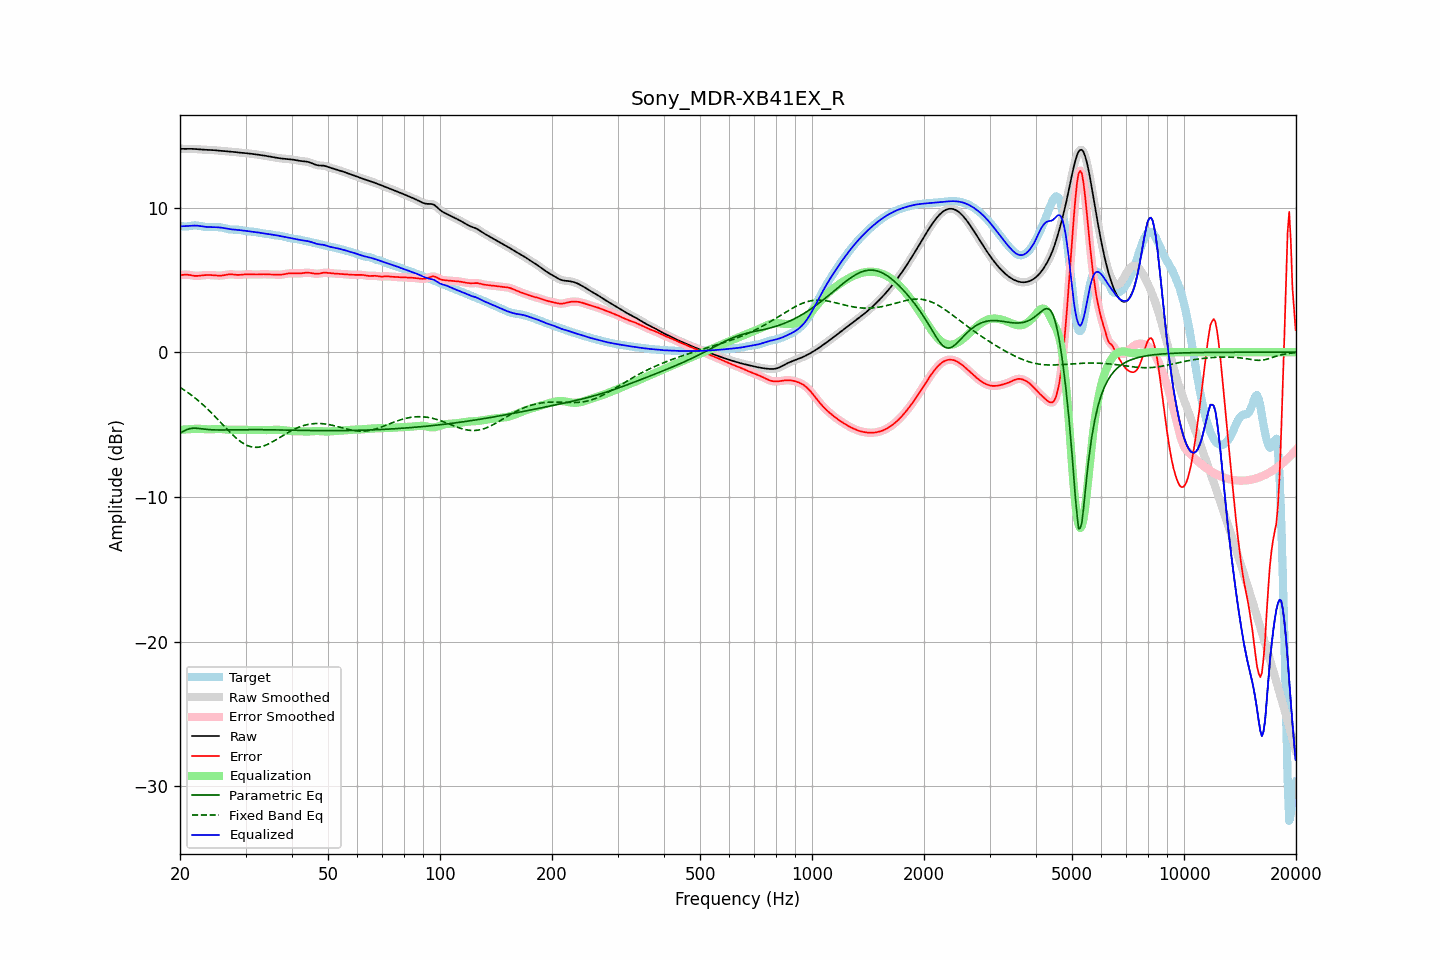 Sony_MDR-XB41EX_R
Amplitude (dBr)
10
0
−10
−20
−30
Target
Raw Smoothed
Error Smoothed
Raw
Error
Equalization
Parametric Eq
Fixed Band Eq
Equalized
20 50 100 200 500 1000 2000 5000 10000 20000
Frequency (Hz)